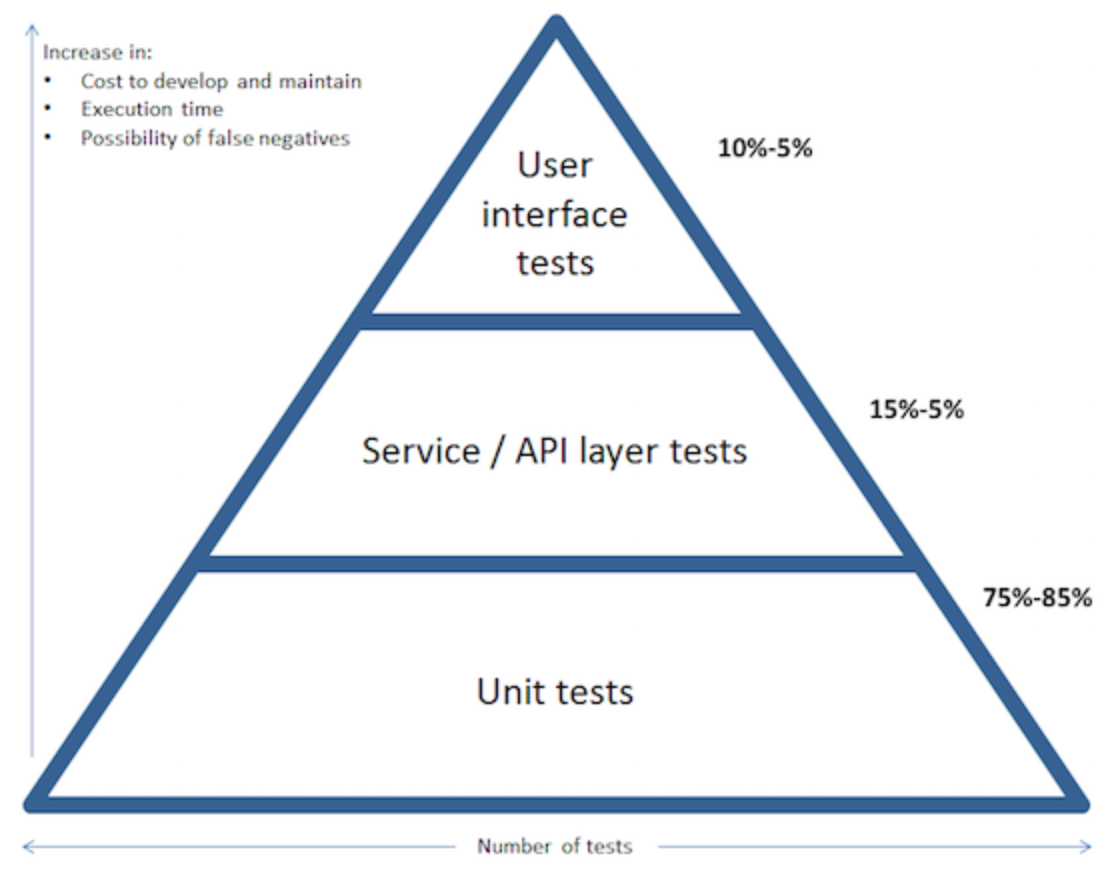 Increase in:
• Cost to develop and maintain
• Execution time
• Possibility of false negatives
10%-5%
User
interface
tests
15%-5%
Service / API layer tests
75%-85%
Unit tests
Number of tests